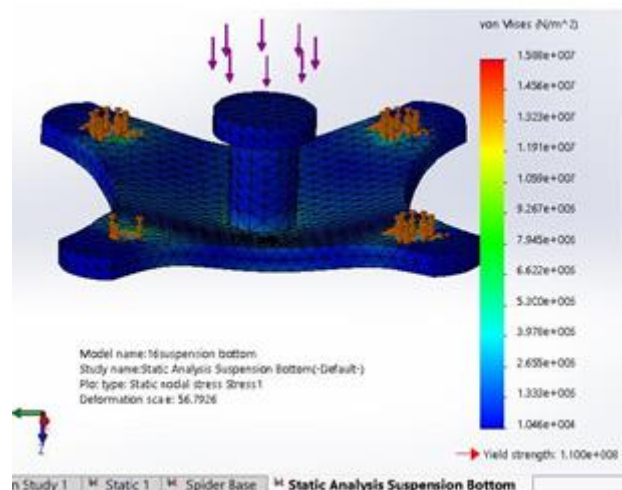 von Mises (N/m^2)
1.588e+007
1.456e+007
1.323e+007
1.191e+007
1.059e+007
9.267e+006
7.945e+006
6.622e+006
5.300e+006
3.976e+006
2.655e+006
1.333e+006
1.046e+004
Yield strength: 1.100e+008
Model name:16suspension bottom
Study name:Static Analysis Suspension Bottom(-Default-)
Plot type: Static nodal stress Stress1
Deformation scale: 56.7926
n Study 1
Static 1
Spider Base
Static Analysis Suspension Bottom